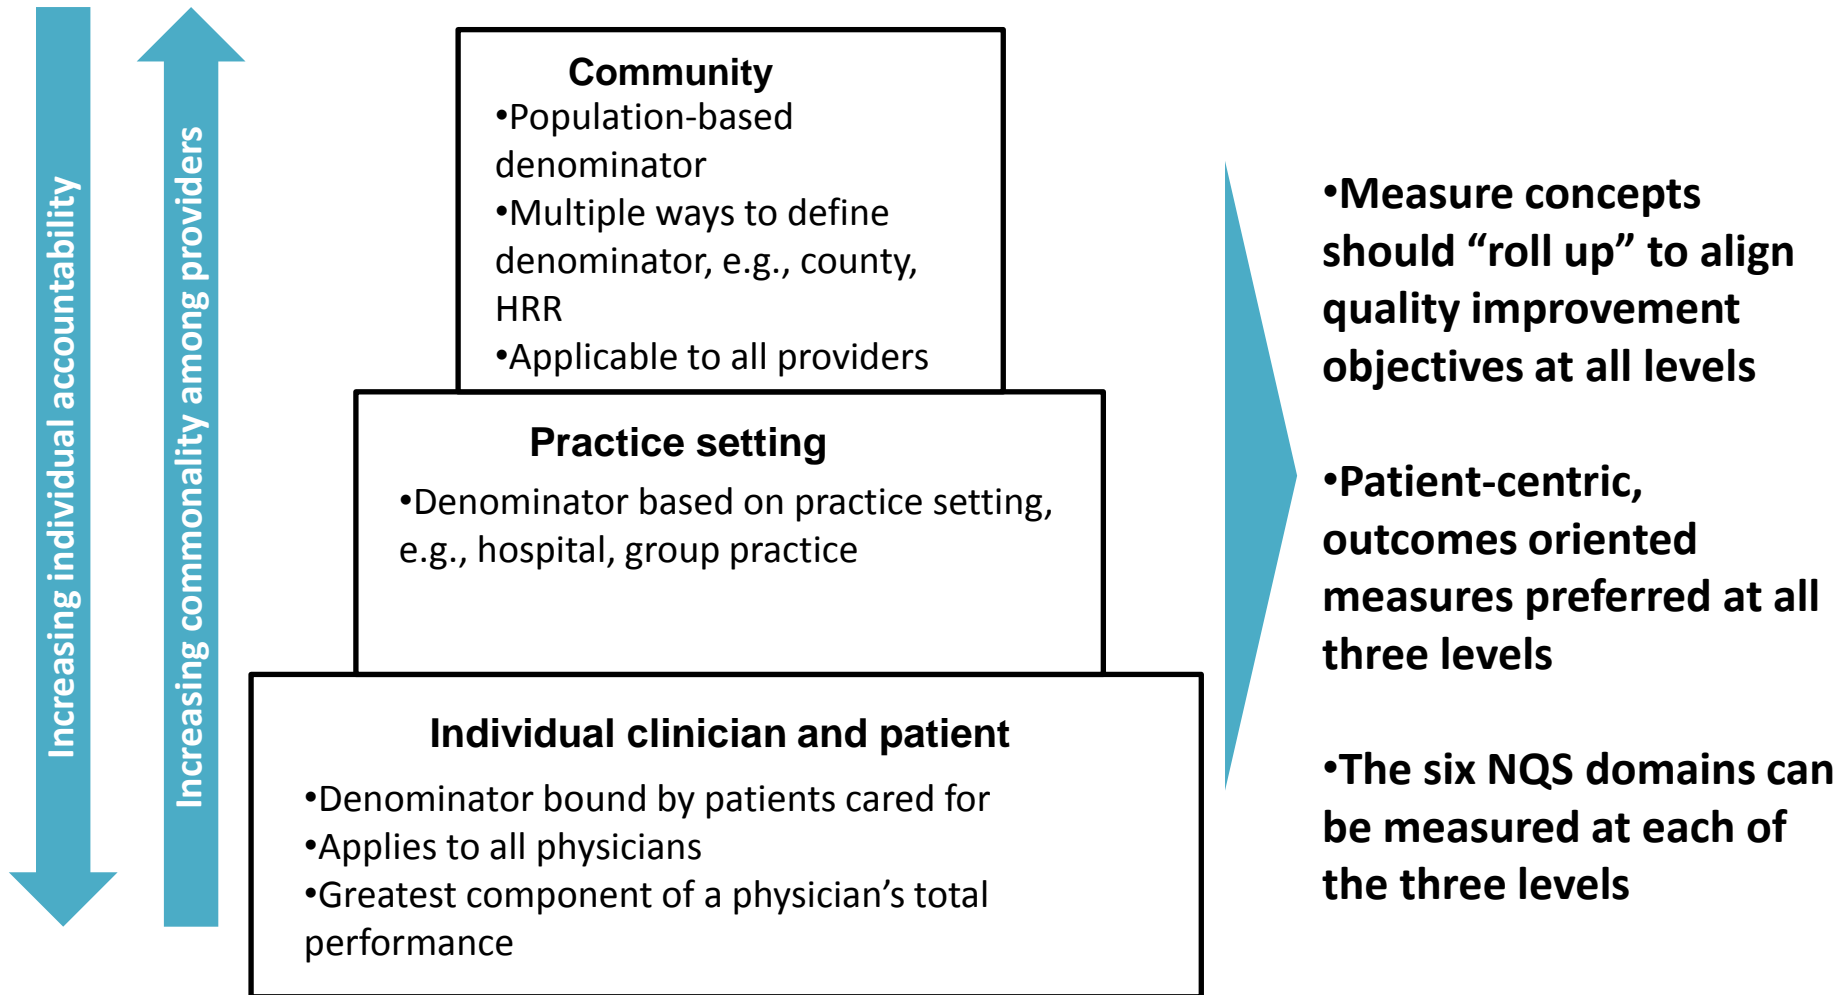 Increasing individual accountability
Increasing commonality among providers
Community
•Population-based
denominator
•Multiple ways to define
denominator, e.g., county,
HRR
•Applicable to all providers
Practice setting
•Denominator based on practice setting,
e.g., hospital, group practice
Individual clinician and patient
•Denominator bound by patients cared for
•Applies to all physicians
•Greatest component of a physician’s total
performance
•Measure concepts
should “roll up” to align
quality improvement
objectives at all levels
•Patient-centric,
outcomes oriented
measures preferred at all
three levels
•The six NQS domains can
be measured at each of
the three levels